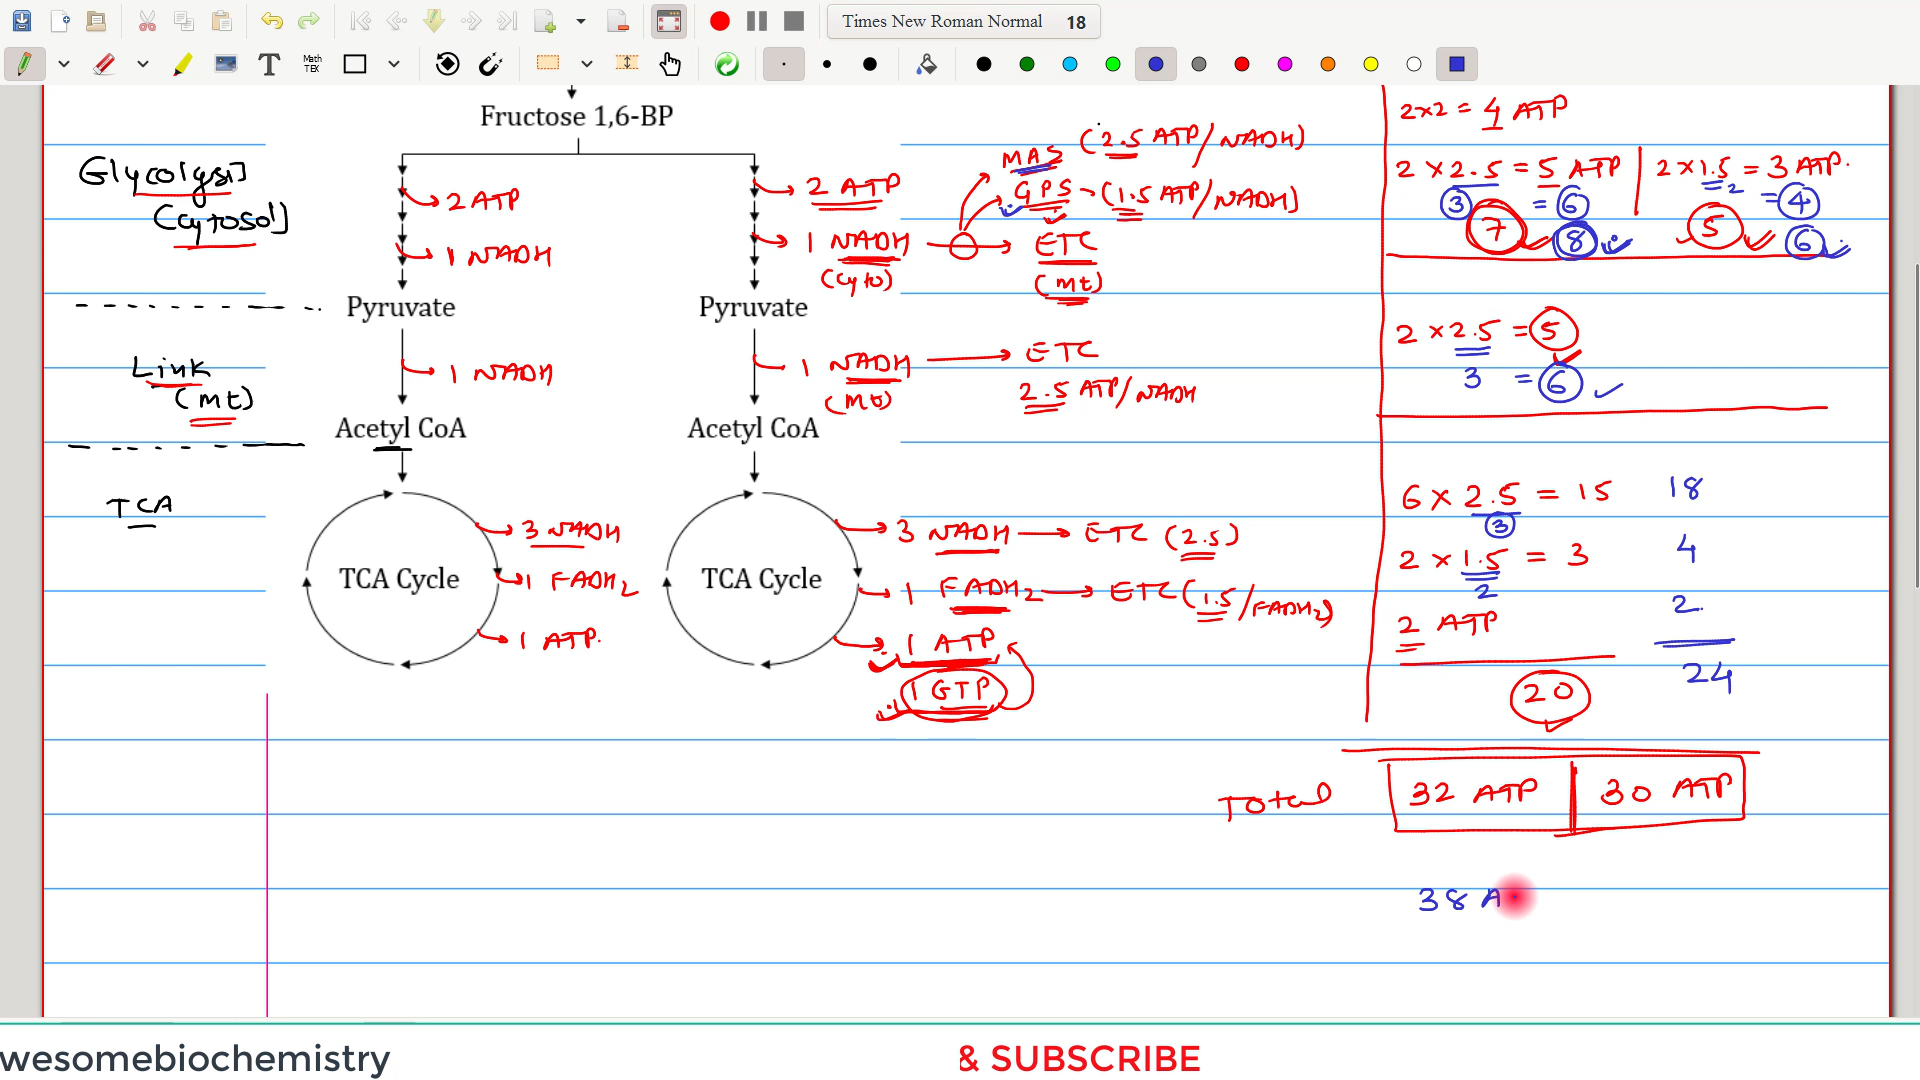 Times New Roman Normal 18
Math
TEX
Fructose 1,6-BP
2x2 = 4 ATP
Glycolysis
(cytosol)
2 ATP
1 NADH
2 ATP
1 NADH
(cyto)
MAS (2.5 ATP/NADH)
GPS - (1.5 ATP/NADH)
ETC
(mt)
2 x 2.5 = 5 ATP
3 = 6
7 8
2 x 1.5 = 3 ATP.
2 = 4
5 6
Pyruvate
Pyruvate
Link
(mt)
1 NADH
1 NADH
(mt)
ETC
2.5 ATP/NADH
2 x 2.5 = 5
3 = 6
Acetyl CoA
Acetyl CoA
TCA
TCA Cycle
3 NADH
1 FADH2
1 ATP.
TCA Cycle
3 NADH ETC (2.5)
1 FADH2 ETC (1.5/FADH2)
1 ATP
1 GTP
6 x 2.5 = 15 18
3
2 x 1.5 = 3 4
2
2 ATP 2.
20 24
Total 32 ATP 30 ATP
38 A
wesomebiochemistry
& SUBSCRIBE